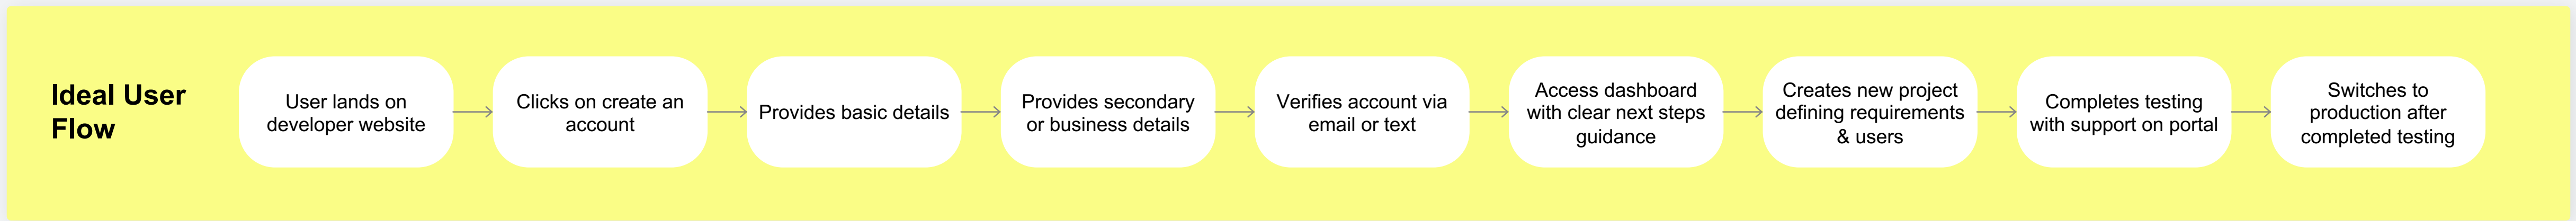 Ideal User
Flow
User lands on
developer website
Clicks on create an
account
Provides basic details
Provides secondary
or business details
Verifies account via
email or text
Access dashboard
with clear next steps
guidance
Creates new project
defining requirements
& users
Completes testing
with support on portal
Switches to
production after
completed testing